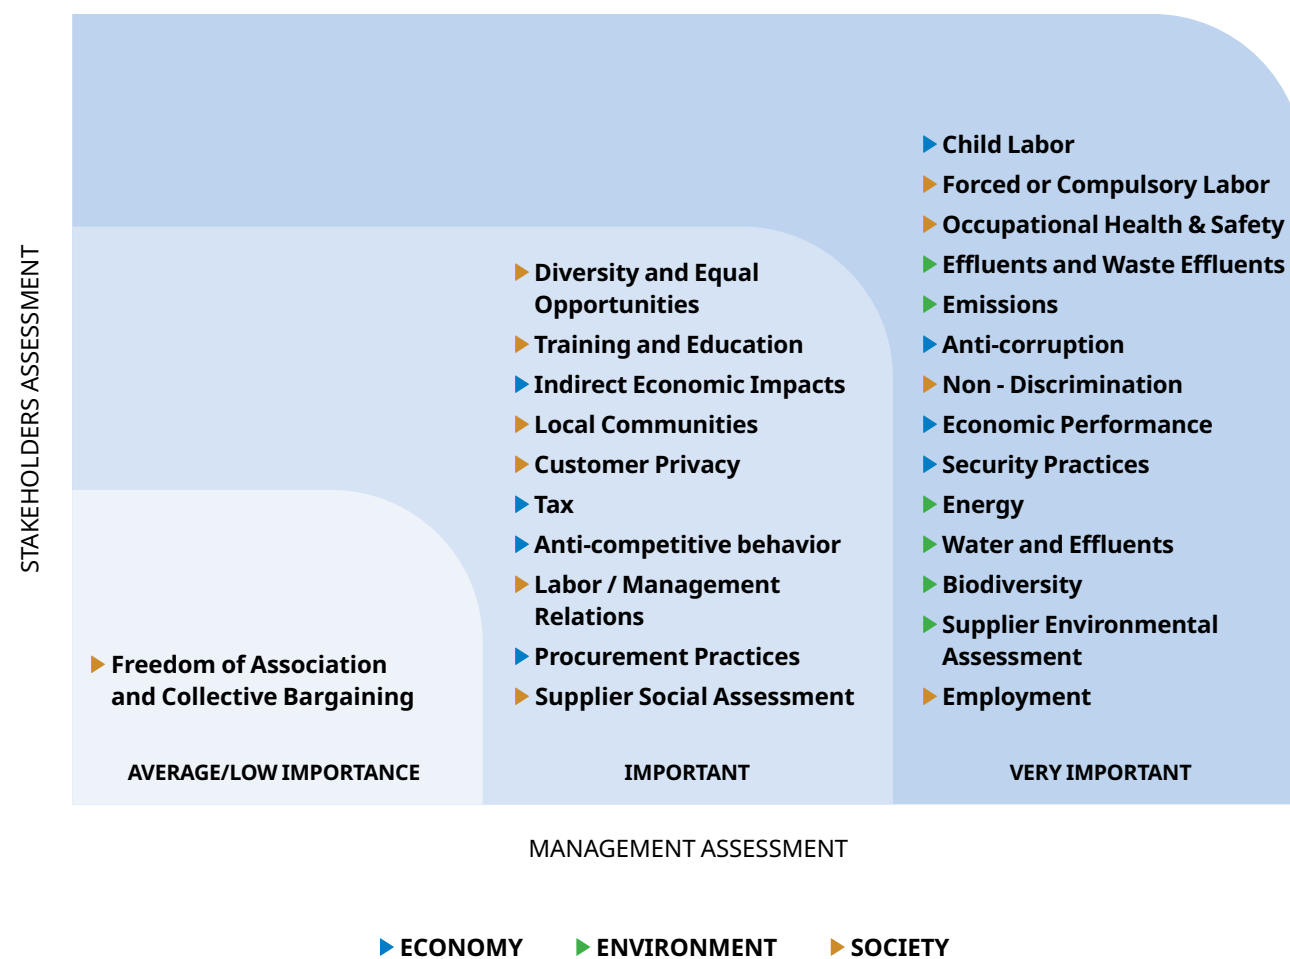 STAKEHOLDERS ASSESSMENT
Freedom of Association
and Collective Bargaining
AVERAGE/LOW IMPORTANCE
Diversity and Equal
Opportunities
Training and Education
Indirect Economic Impacts
Local Communities
Customer Privacy
Tax
Anti-competitive behavior
Labor / Management
Relations
Procurement Practices
Supplier Social Assessment
IMPORTANT
Child Labor
Forced or Compulsory Labor
Occupational Health & Safety
Effluents and Waste Effluents
Emissions
Anti-corruption
Non - Discrimination
Economic Performance
Security Practices
Energy
Water and Effluents
Biodiversity
Supplier Environmental
Assessment
Employment
VERY IMPORTANT
MANAGEMENT ASSESSMENT
ECONOMY
ENVIRONMENT
SOCIETY